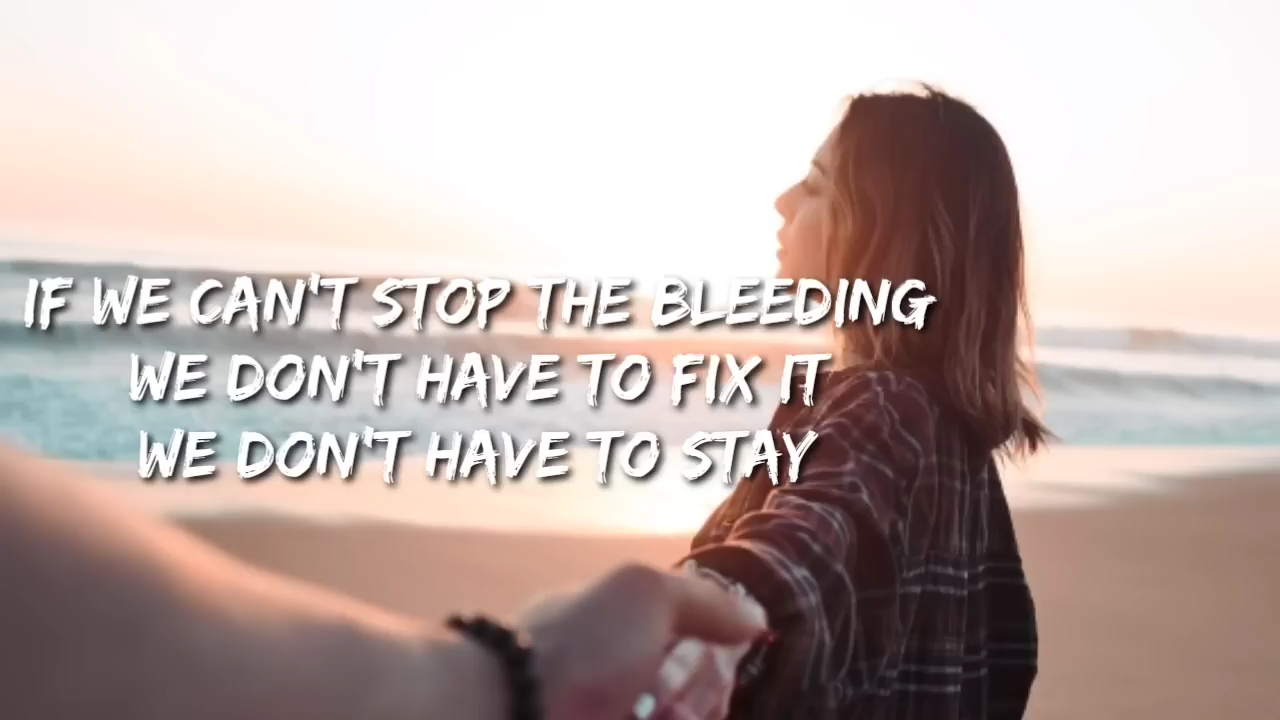 IF WE CAN'T STOP THE BLEEDING
WE DON'T HAVE TO FIX IT
WE DON'T HAVE TO STAY